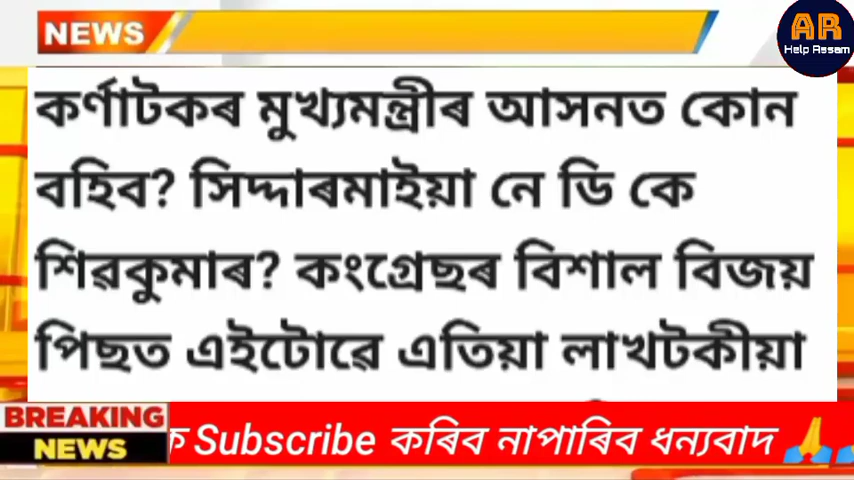 NEWS
AR
Help Assam
কৰ্ণাটকৰ মুখ্যমন্ত্ৰীৰ আসনত কোন
বহিব? সিদ্দাৰমাইয়া নে ডি কে
শিৱকুমাৰ? কংগ্ৰেছৰ বিশাল বিজয়
পিছত এইটোৱে এতিয়া লাখটকীয়া
BREAKING
NEWS
Subscribe কৰিব নাপাৰিব ধন্যবাদ 🙏